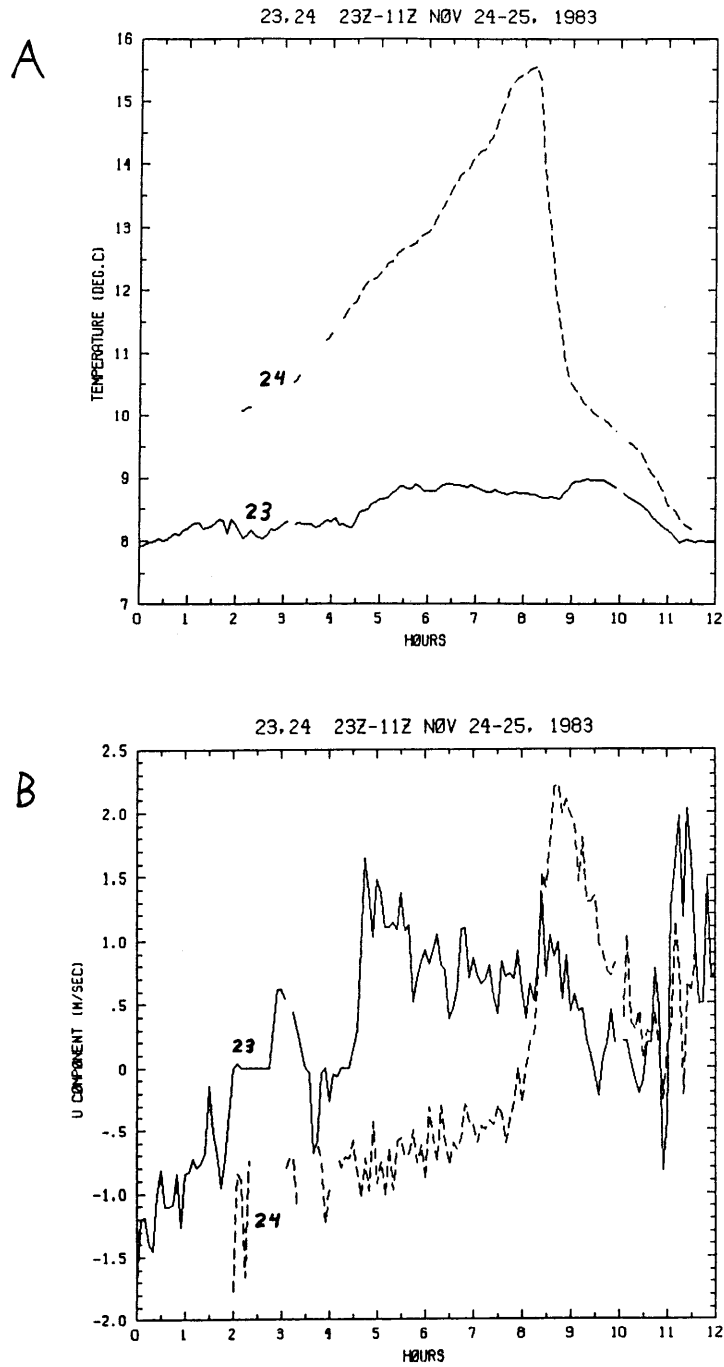 23,24 23Z-11Z NØV 24-25, 1983
A
16
15
14
13
12
11
10
9
8
7
TEMPERATURE (DEG.C)
24
23
0 1 2 3 4 5 6 7 8 9 10 11 12
HØURS
23,24 23Z-11Z NØV 24-25, 1983
B
2.5
2.0
1.5
1.0
.5
0
-.5
-1.0
-1.5
-2.0
U CØMPØNENT (M/SEC)
23
24
0 1 2 3 4 5 6 7 8 9 10 11 12
HØURS